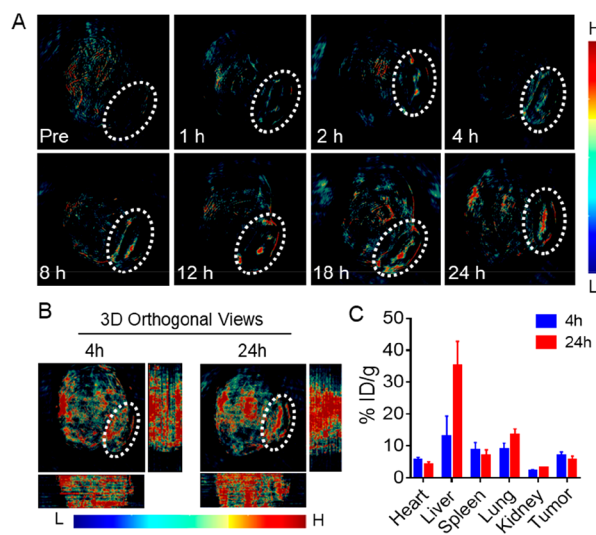 A
H
Pre
1 h
2 h
4 h
8 h
12 h
18 h
24 h
L
B
3D Orthogonal Views
4h
24h
L
H
C
4h
24h
% ID/g
50
40
30
20
10
0
Heart
Liver
Spleen
Lung
Kidney
Tumor